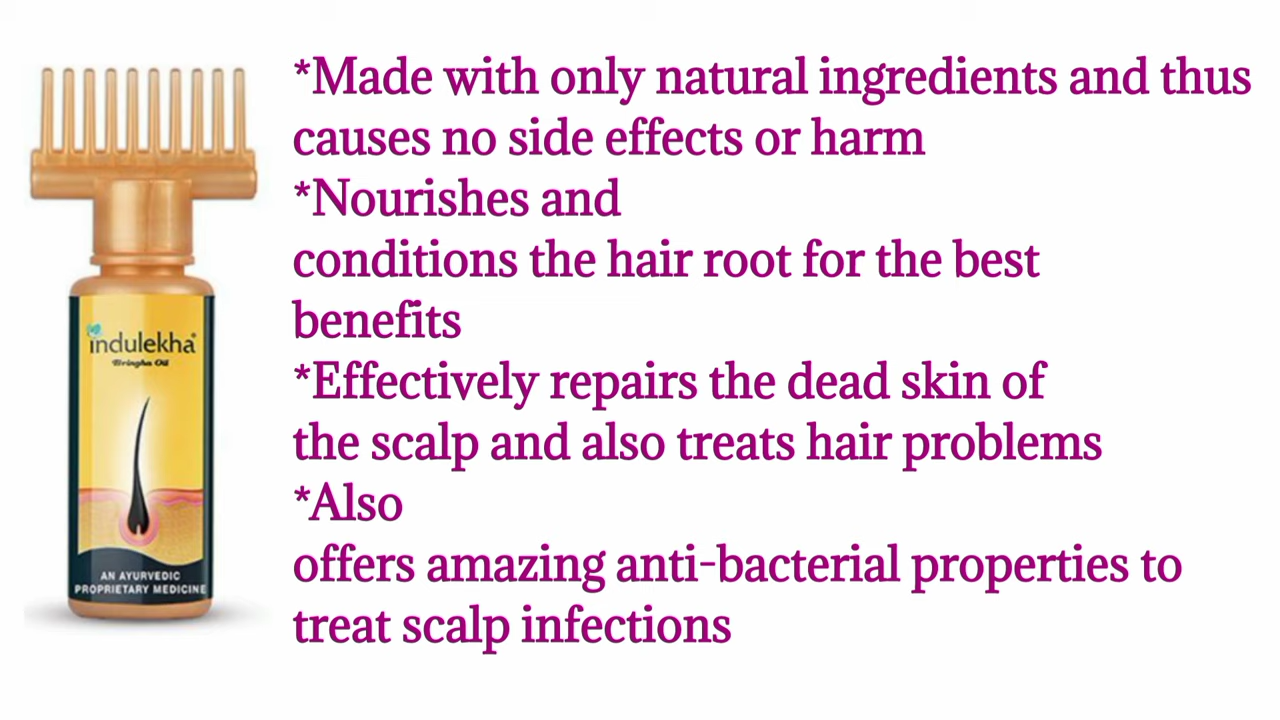 *Made with only natural ingredients and thus
causes no side effects or harm
*Nourishes and
conditions the hair root for the best
benefits
*Effectively repairs the dead skin of
the scalp and also treats hair problems
*Also
offers amazing anti-bacterial properties to
treat scalp infections
indulekha
Bringha Oil
AN AYURVEDIC
PROPRIETARY MEDICINE